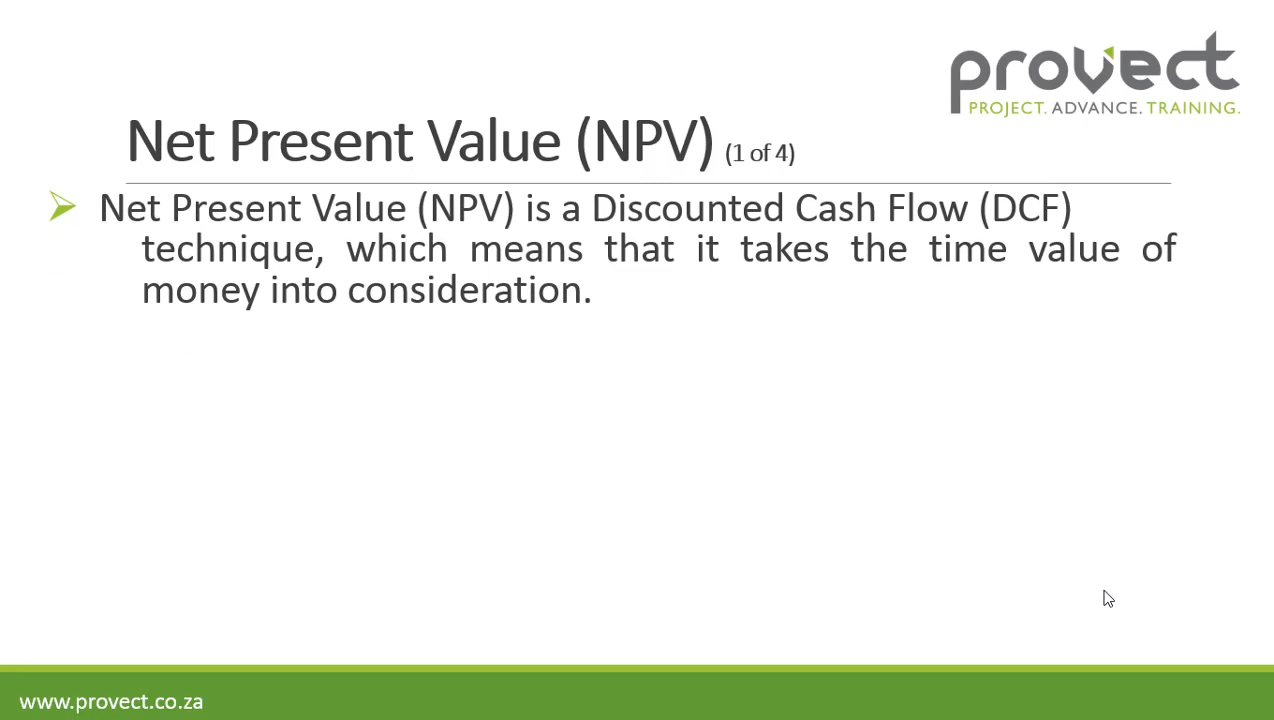 provect
PROJECT. ADVANCE. TRAINING.
Net Present Value (NPV) (1 of 4)
Net Present Value (NPV) is a Discounted Cash Flow (DCF)
technique, which means that it takes the time value of
money into consideration.
www.provect.co.za